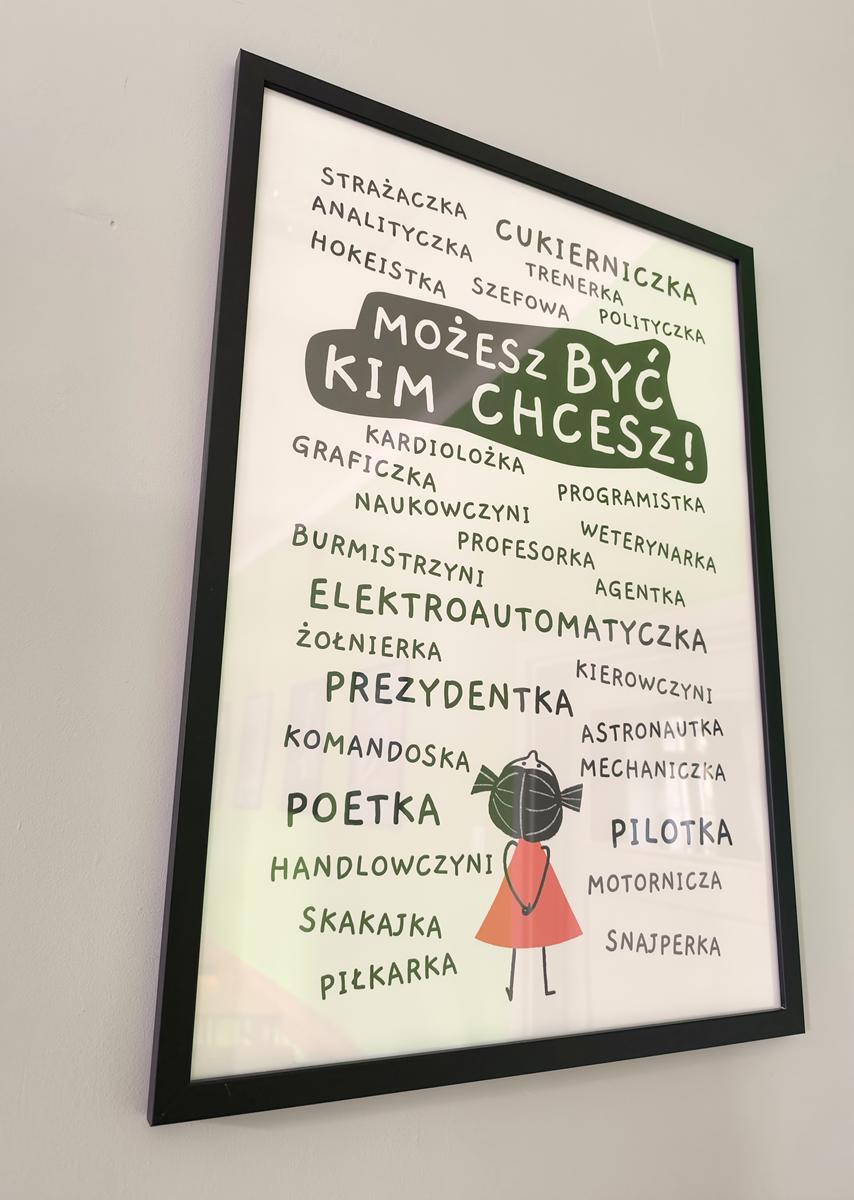 STRAŻACZKA
ANALITYCZKA
CUKIERNICZKA
HOKEISTKA
TRENERKA
SZEFOWA
POLITYCZKA
MOŻESZ BYĆ
KIM CHCESZ!
KARDIOLOŻKA
GRAFICZKA
PROGRAMISTKA
NAUKOWCZYNI
WETERYNARKA
PROFESORKA
BURMISTRZYNI
AGENTKA
ELEKTROAUTOMATYCZKA
ŻOŁNIERKA
KIEROWCZYNI
PREZYDENTKA
ASTRONAUTKA
KOMANDOSKA
MECHANICZKA
POETKA
PILOTKA
HANDLOWCZYNI
MOTORNICZA
SKAKAJKA
SNAJPERKA
PIŁKARKA